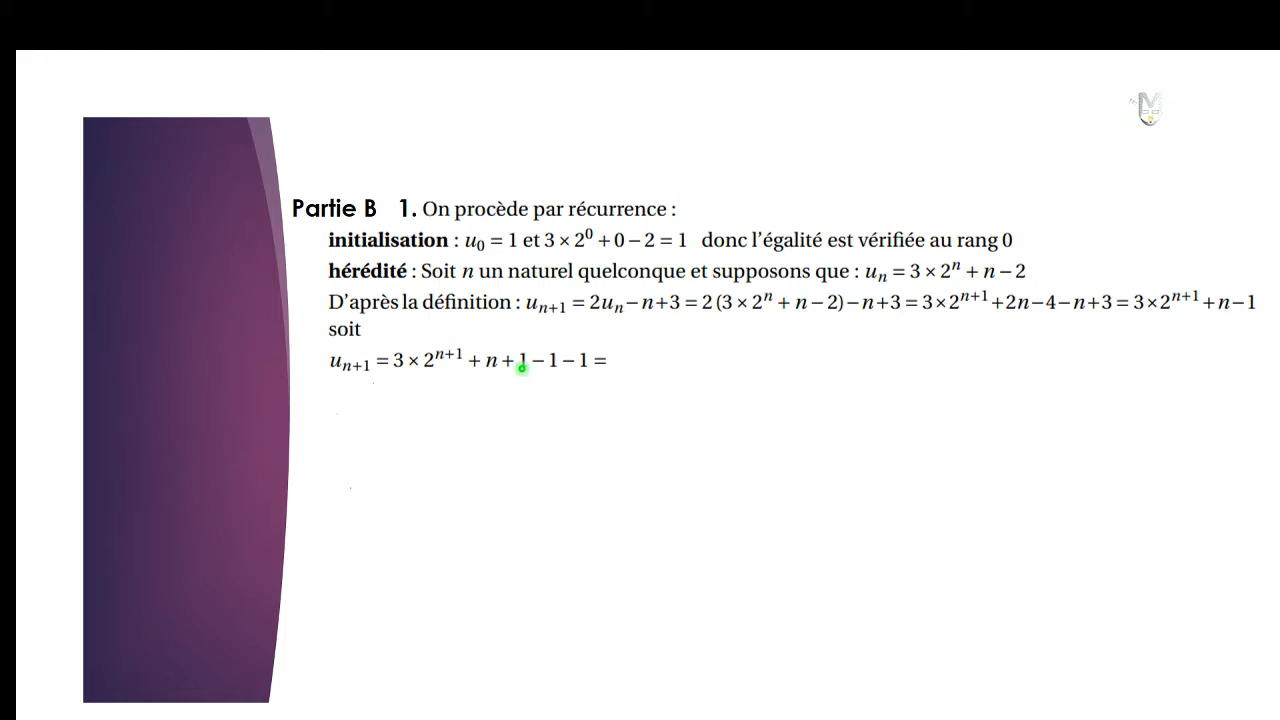 Partie B 1. On procède par récurrence :
initialisation : u₀ = 1 et 3 × 2⁰ + 0 − 2 = 1 donc l'égalité est vérifiée au rang 0
hérédité : Soit n un naturel quelconque et supposons que : uₙ = 3 × 2ⁿ + n − 2
D'après la définition : uₙ₊₁ = 2uₙ − n + 3 = 2 (3 × 2ⁿ + n − 2) − n + 3 = 3 × 2ⁿ⁺¹ + 2n − 4 − n + 3 = 3 × 2ⁿ⁺¹ + n − 1
soit
uₙ₊₁ = 3 × 2ⁿ⁺¹ + n + 1 − 1 − 1 =